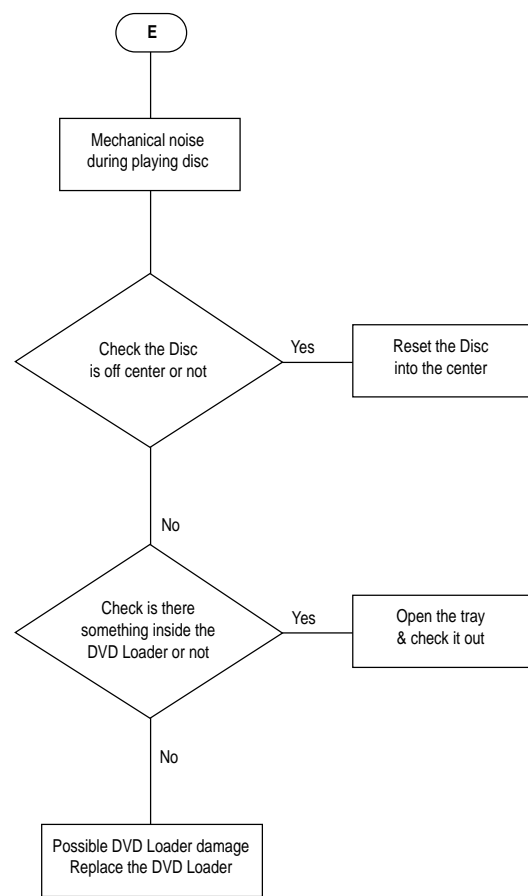 E
Mechanical noise
during playing disc
Check the Disc
is off center or not
Yes
Reset the Disc
into the center
No
Check is there
something inside the
DVD Loader or not
Yes
Open the tray
& check it out
No
Possible DVD Loader damage
Replace the DVD Loader